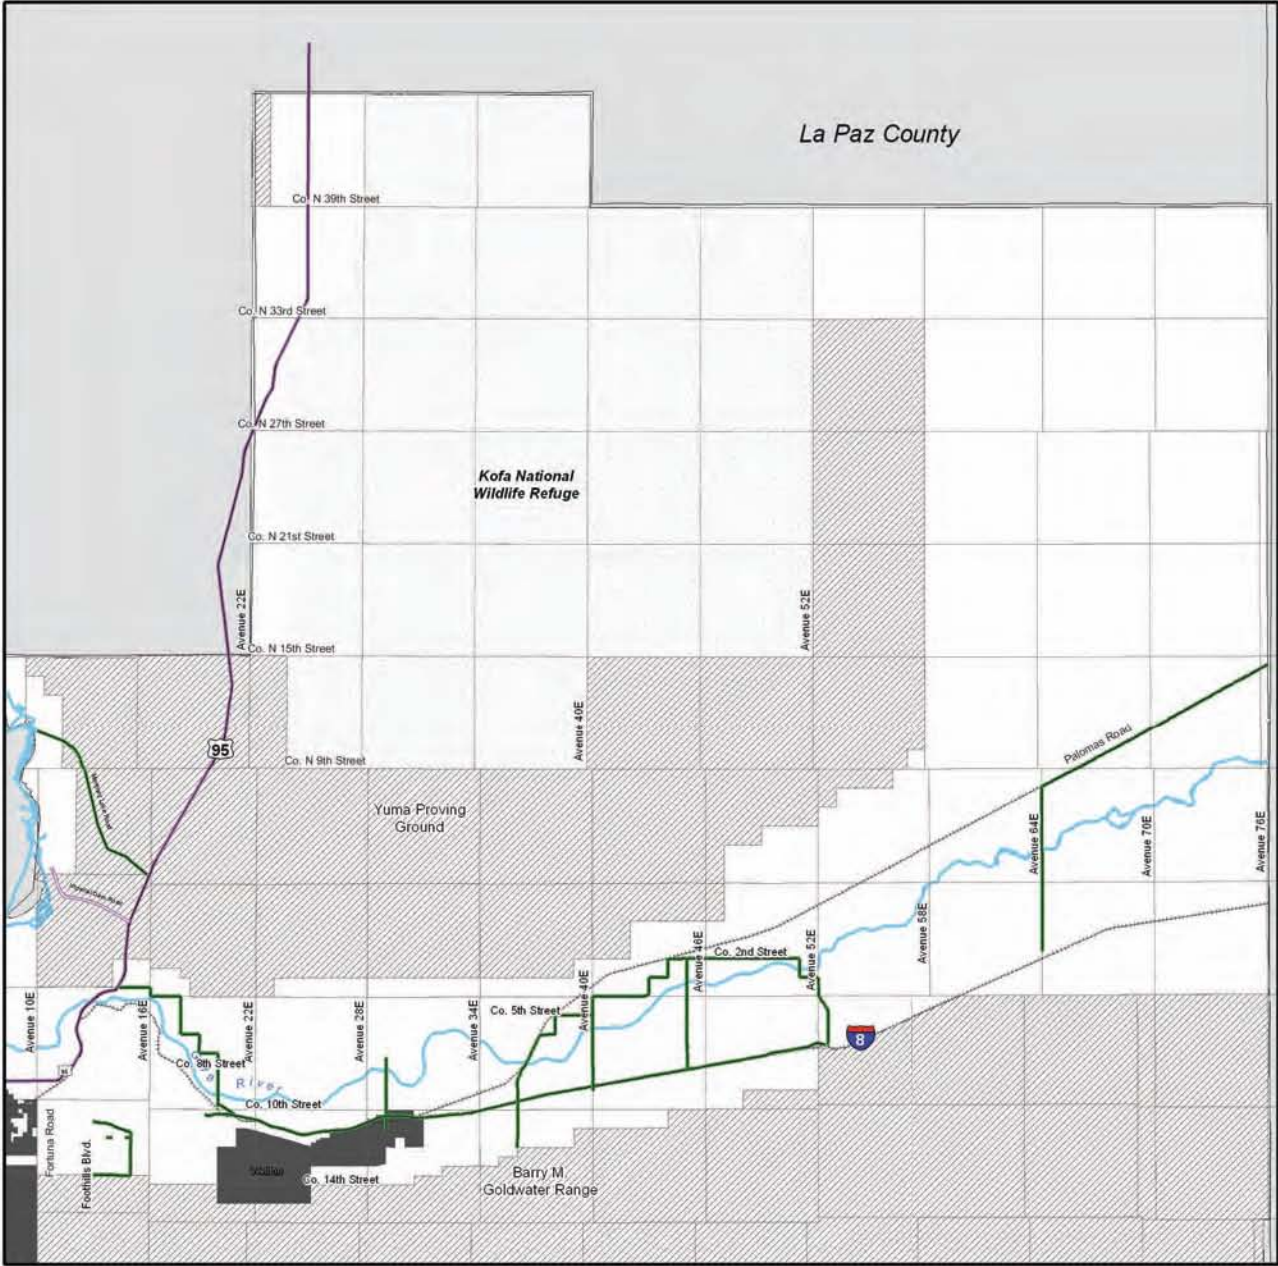 La Paz County
Co. N 39th Street
Co. N 33rd Street
Co. N 27th Street
Kofa National
Wildlife Refuge
Co. N 21st Street
Avenue 22E
Avenue 52E
Co. N 15th Street
Avenue 40E
95
Palomas Road
Co. N 9th Street
Yuma Proving
Ground
Avenue 64E
Avenue 70E
Avenue 76E
Avenue 58E
Avenue 46E
Co. 2nd Street
Avenue 52E
Avenue 10E
Avenue 16E
Avenue 22E
Avenue 28E
Avenue 34E
Co. 5th Street
Avenue 40E
8
Co. 8th Street
River
Co. 10th Street
Fortuna Road
Foothills Blvd.
Co. 14th Street
Barry M.
Goldwater Range